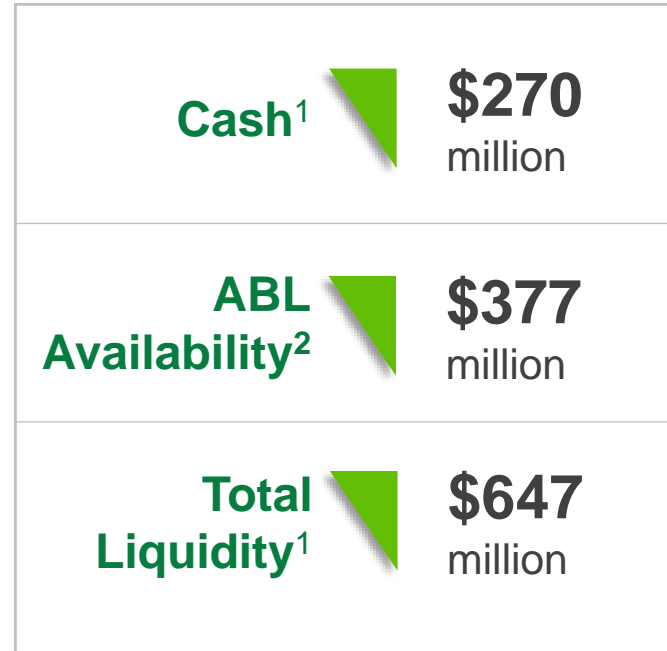 Cash¹
$270
million
ABL
Availability²
$377
million
Total
Liquidity¹
$647
million